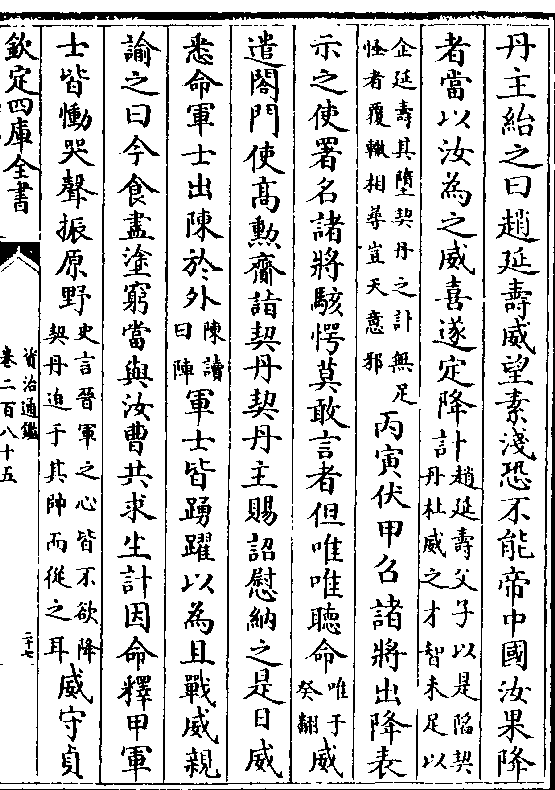 丹主紿之曰趙延壽威望素淺恐不能帝中國汝果降
者當以汝為之威喜遂定降計趙延壽父子以是陷契丹杜威之才智未足以
企延壽其墮契丹之計無足怪者覆轍相尋豈天意邪丙寅伏甲召諸將出降表
示之使署名諸將駭愕莫敢言者但唯唯聽命唯于癸翻威
遣閤門使高勲齎詣契丹契丹主賜詔慰納之是日威
悉命軍士出陳於外陳讀曰陣軍士皆踴躍以為且戰威親
諭之曰今食盡塗窮當與汝曹共求生計因命釋甲軍
士皆慟哭聲振原野史言晉軍之心皆不欲降契丹迫于其帥而從之耳威守貞
欽定四庫全書
資治通鑑
卷二百八十五
二十七